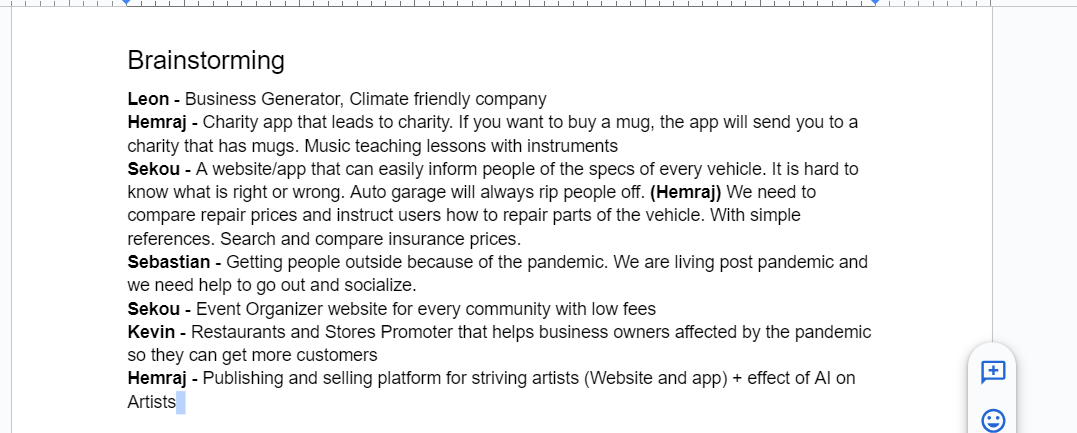 Brainstorming
Leon - Business Generator, Climate friendly company
Hemraj - Charity app that leads to charity. If you want to buy a mug, the app will send you to a
charity that has mugs. Music teaching lessons with instruments
Sekou - A website/app that can easily inform people of the specs of every vehicle. It is hard to
know what is right or wrong. Auto garage will always rip people off. (Hemraj) We need to
compare repair prices and instruct users how to repair parts of the vehicle. With simple
references. Search and compare insurance prices.
Sebastian - Getting people outside because of the pandemic. We are living post pandemic and
we need help to go out and socialize.
Sekou - Event Organizer website for every community with low fees
Kevin - Restaurants and Stores Promoter that helps business owners affected by the pandemic
so they can get more customers
Hemraj - Publishing and selling platform for striving artists (Website and app) + effect of AI on
Artists